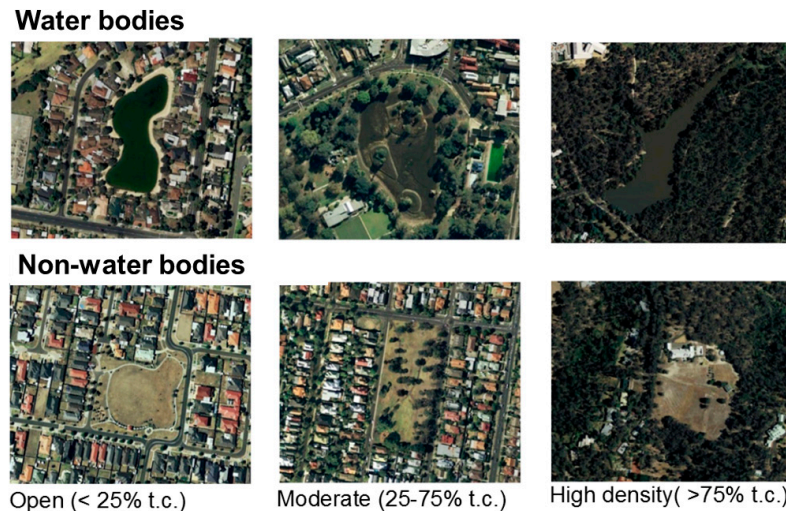 Water bodies
Non-water bodies
Open (< 25% t.c.)
Moderate (25-75% t.c.)
High density( >75% t.c.)